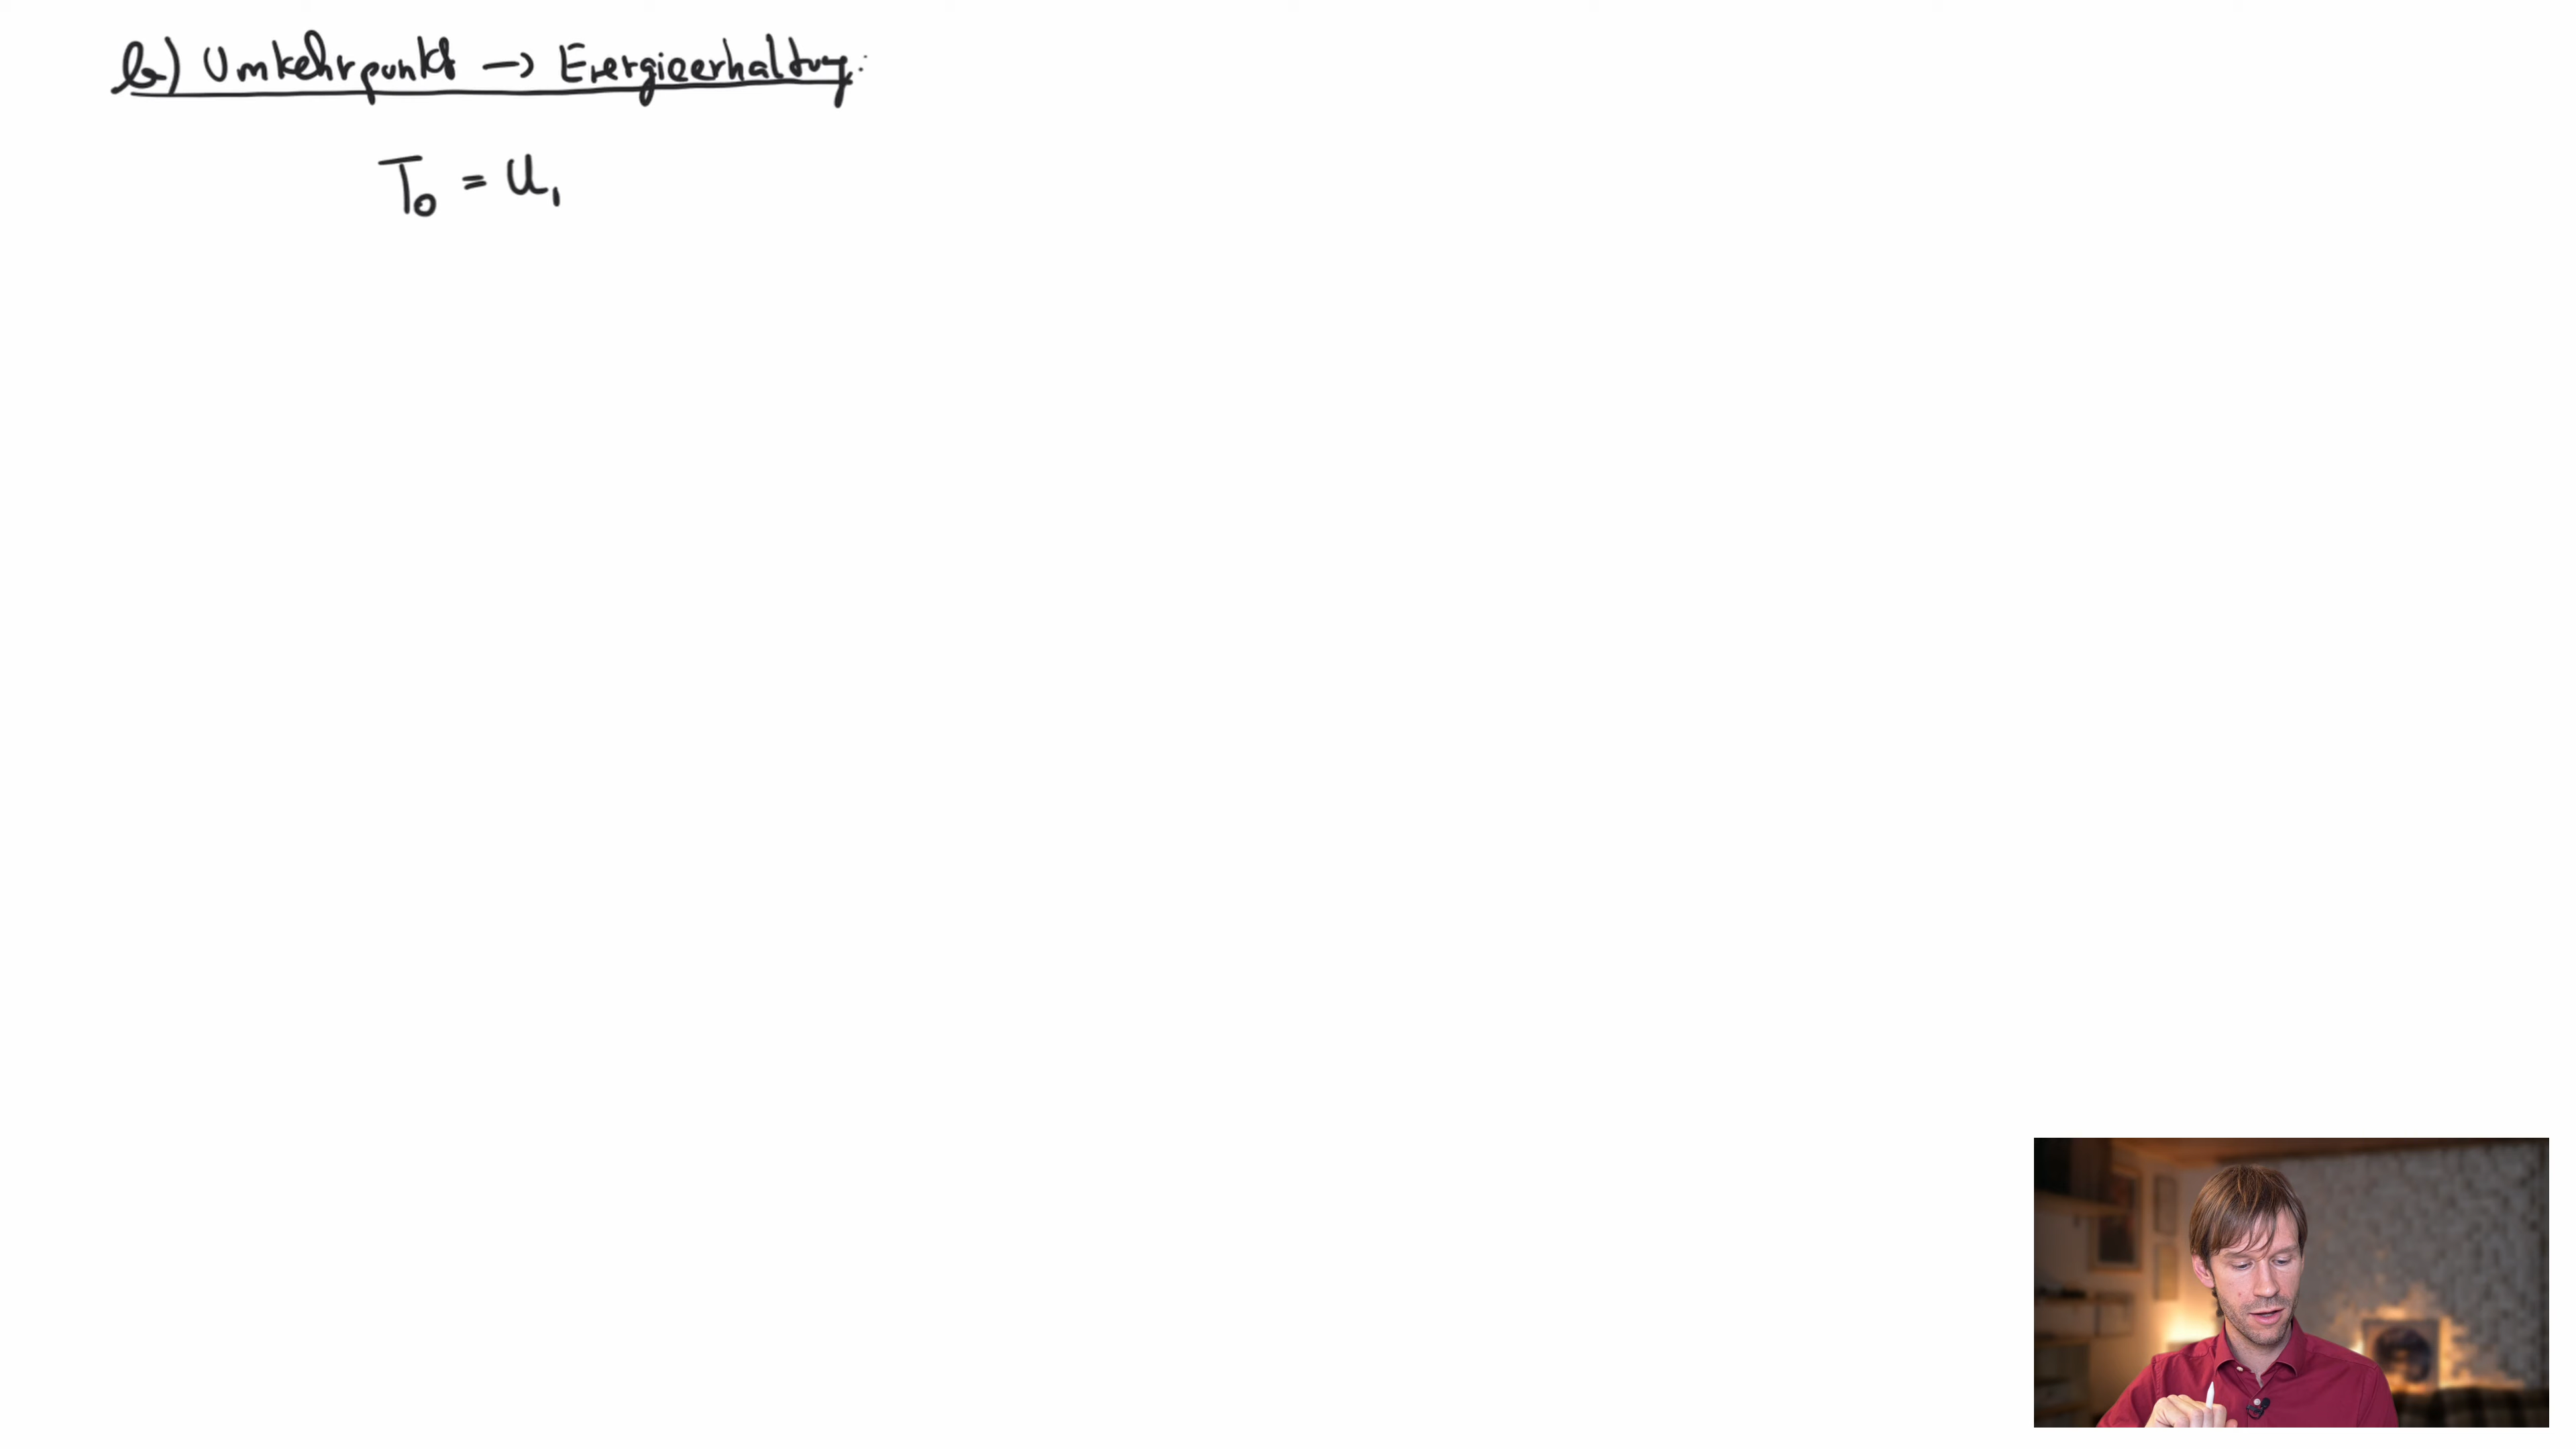 b) Umkehrpunkt → Energieerhaltung:
T₀ = U₁